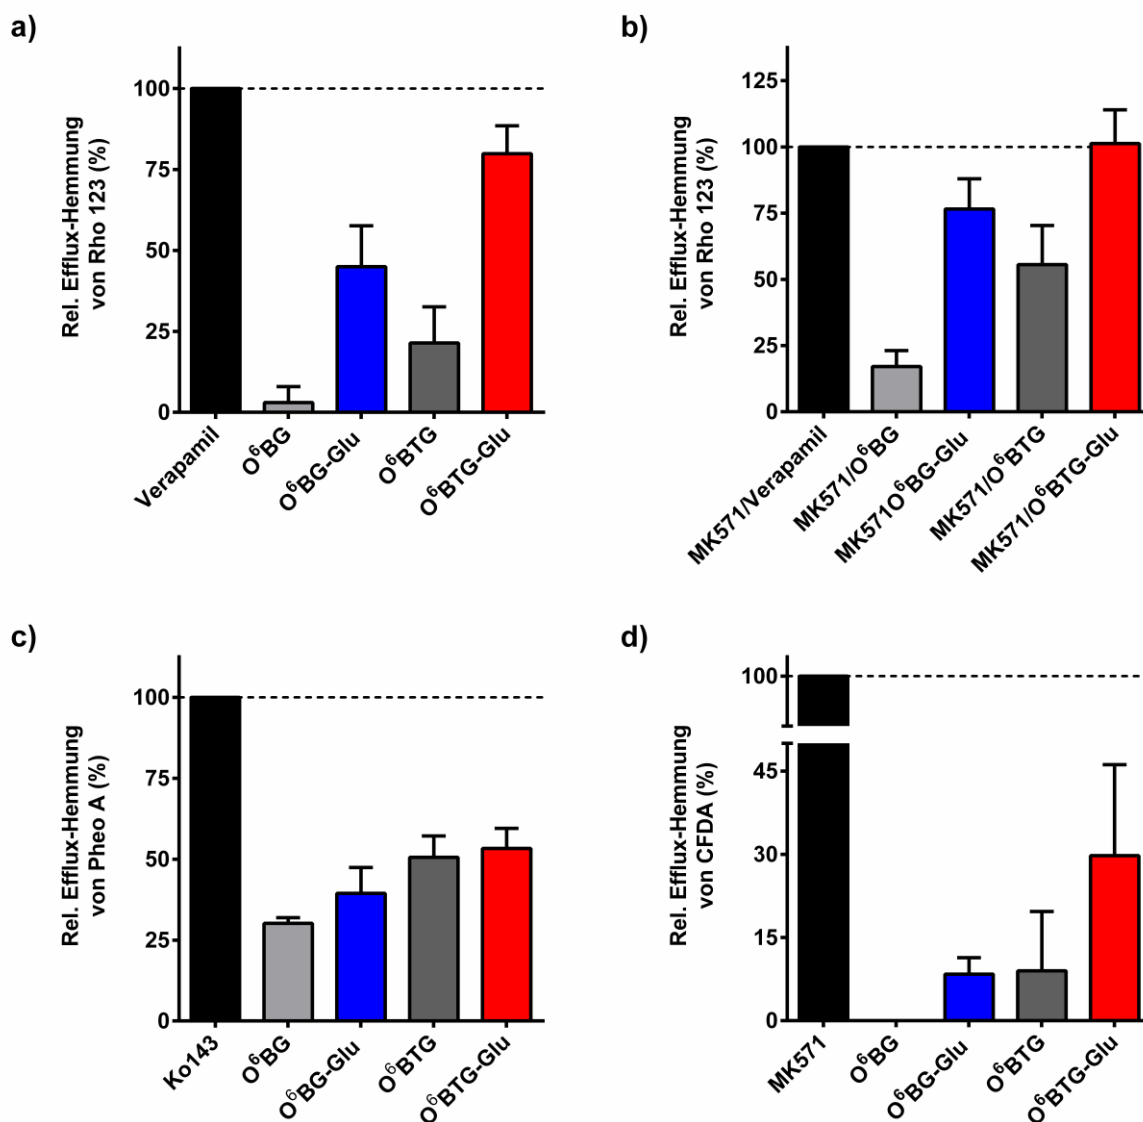 a)
Rel. Efflux-Hemmung
von Rho 123 (%)
100
75
50
25
0
Verapamil
O⁶BG
O⁶BG-Glu
O⁶BTG
O⁶BTG-Glu
b)
Rel. Efflux-Hemmung
von Rho 123 (%)
125
100
75
50
25
0
MK571/Verapamil
MK571/O⁶BG
MK571O⁶BG-Glu
MK571/O⁶BTG
MK571/O⁶BTG-Glu
c)
Rel. Efflux-Hemmung
von Pheo A (%)
100
75
50
25
0
Ko143
O⁶BG
O⁶BG-Glu
O⁶BTG
O⁶BTG-Glu
d)
Rel. Efflux-Hemmung
von CFDA (%)
100
45
30
15
0
MK571
O⁶BG
O⁶BG-Glu
O⁶BTG
O⁶BTG-Glu